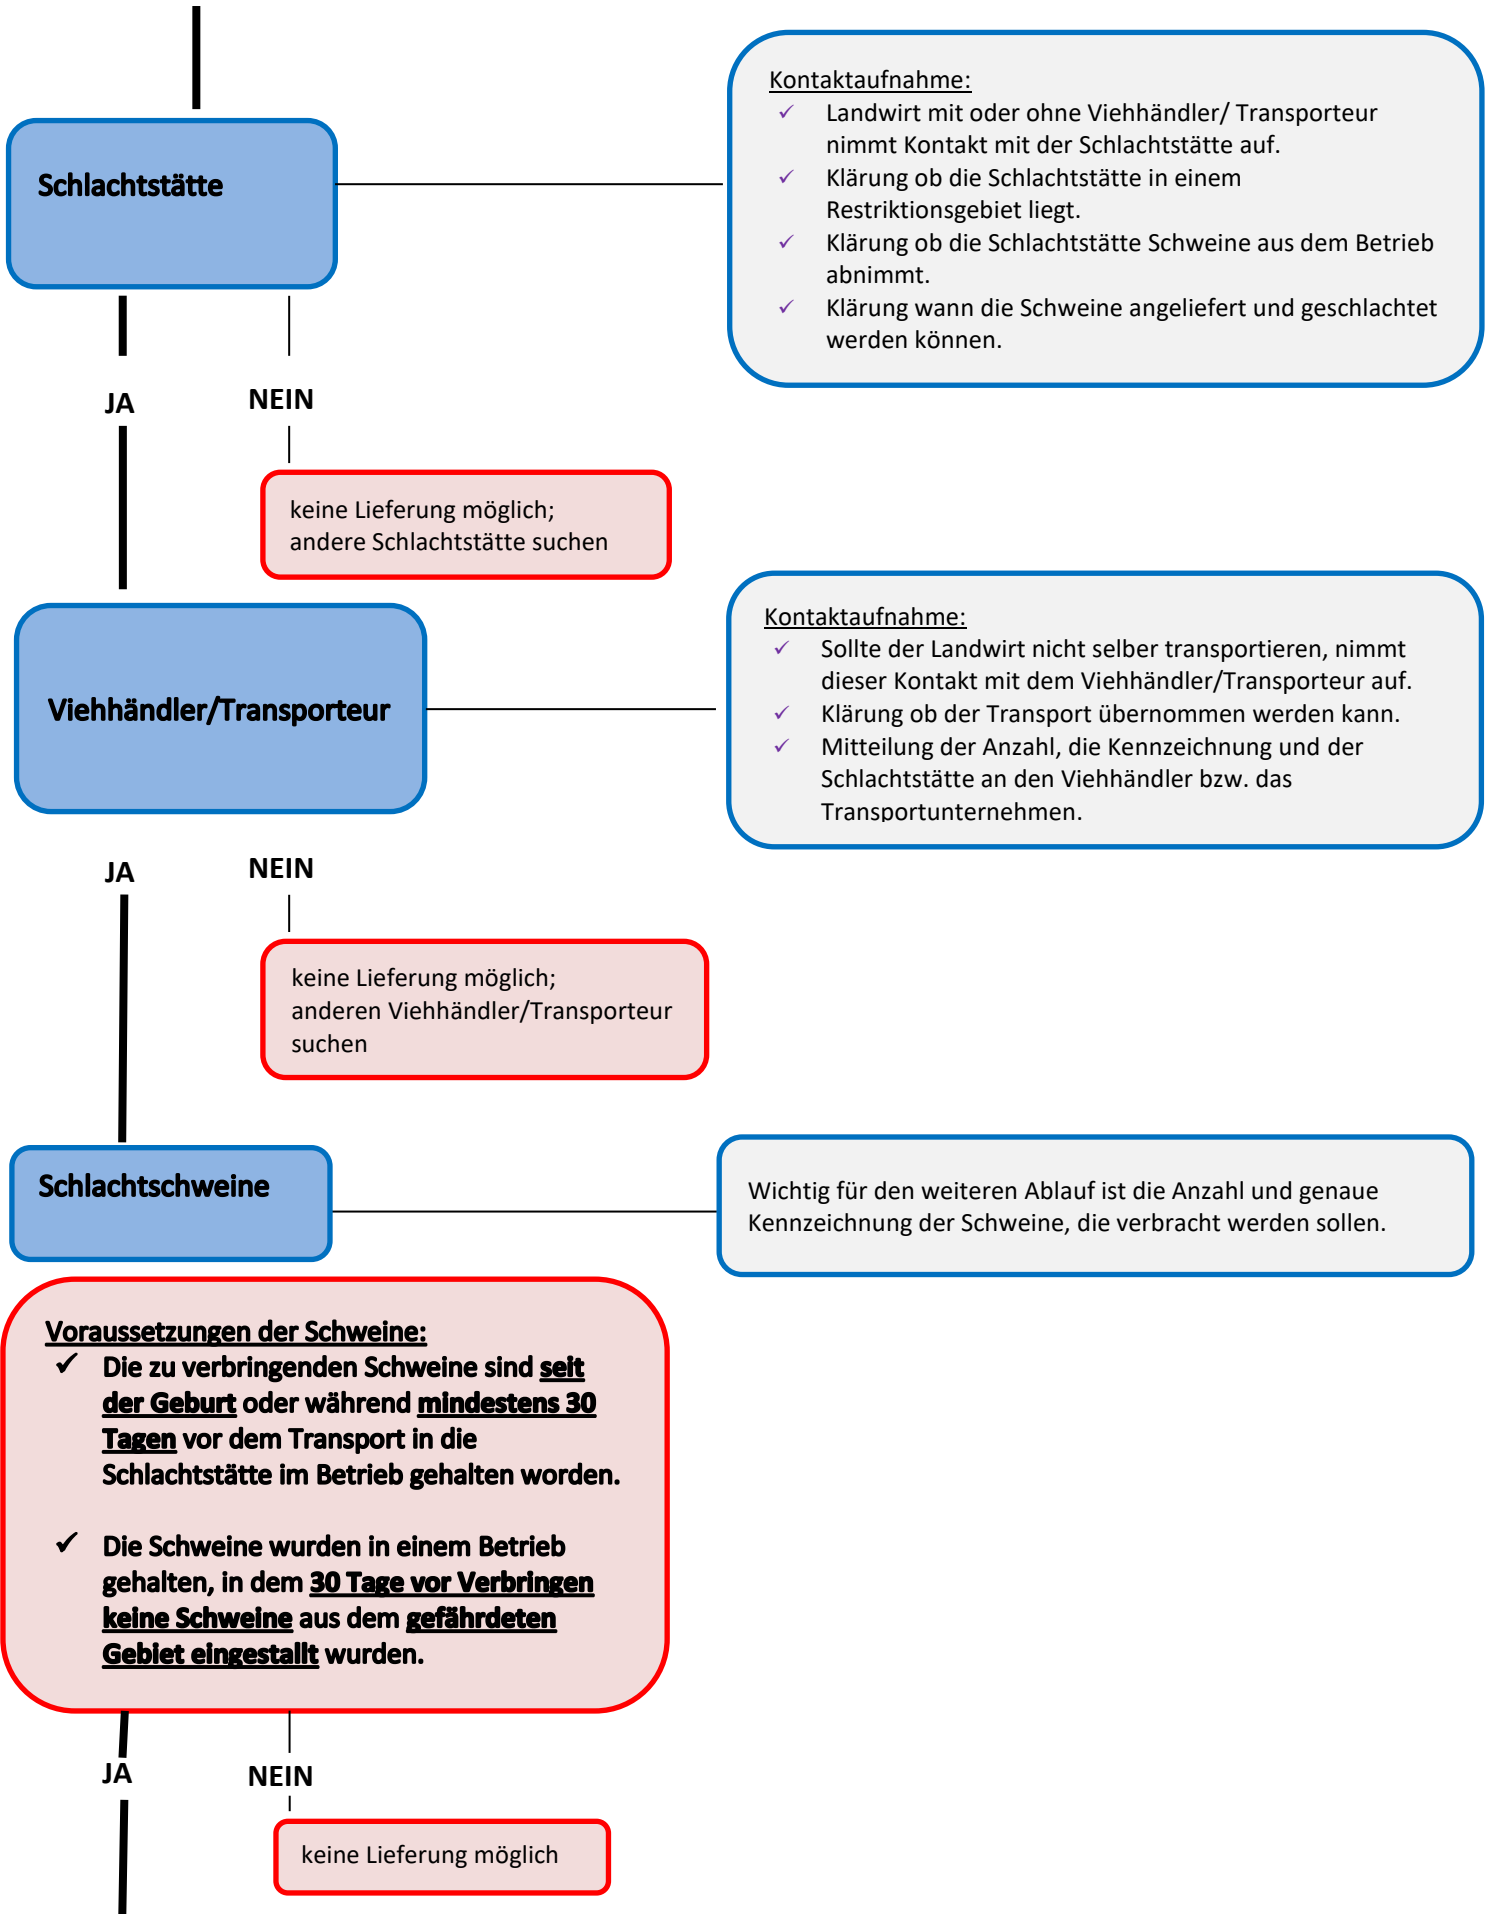 Schlachtstätte
Kontaktaufnahme:
✓ Landwirt mit oder ohne Viehhändler/ Transporteur
nimmt Kontakt mit der Schlachtstätte auf.
✓ Klärung ob die Schlachtstätte in einem
Restriktionsgebiet liegt.
✓ Klärung ob die Schlachtstätte Schweine aus dem Betrieb
abnimmt.
✓ Klärung wann die Schweine angeliefert und geschlachtet
werden können.
JA
NEIN
keine Lieferung möglich;
andere Schlachtstätte suchen
Viehhändler/Transporteur
Kontaktaufnahme:
✓ Sollte der Landwirt nicht selber transportieren, nimmt
dieser Kontakt mit dem Viehhändler/Transporteur auf.
✓ Klärung ob der Transport übernommen werden kann.
✓ Mitteilung der Anzahl, die Kennzeichnung und der
Schlachtstätte an den Viehhändler bzw. das
Transportunternehmen.
JA
NEIN
keine Lieferung möglich;
anderen Viehhändler/Transporteur
suchen
Schlachtschweine
Wichtig für den weiteren Ablauf ist die Anzahl und genaue
Kennzeichnung der Schweine, die verbracht werden sollen.
Voraussetzungen der Schweine:
✓ Die zu verbringenden Schweine sind seit
der Geburt oder während mindestens 30
Tagen vor dem Transport in die
Schlachtstätte im Betrieb gehalten worden.
✓ Die Schweine wurden in einem Betrieb
gehalten, in dem 30 Tage vor Verbringen
keine Schweine aus dem gefährdeten
Gebiet eingestallt wurden.
JA
NEIN
keine Lieferung möglich